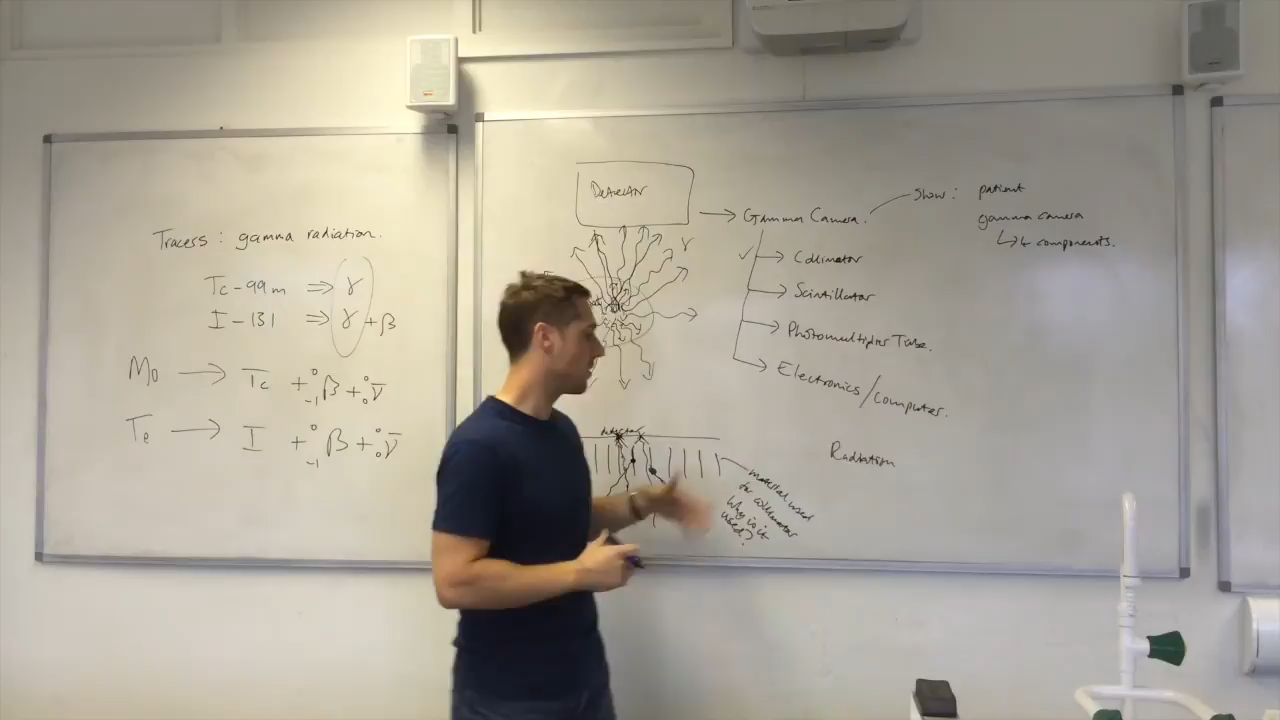 Tracess: gamma radiation.
Tc-99m ⇒ γ
I-131 ⇒ γ + β
Mo → Tc + ⁰₋₁β + ⁰₀ν̄
Te → I + ⁰₋₁β + ⁰₀ν̄
γ
→ Gamma Camera.
✓ → Collimator
→ Scintillator
→ Photomultiplier Tube.
→ Electronics/Computer.
Show: patient
gamma camera
↳ 4 components.
Radiation
detector
material used
for collimator
Why is it
used?